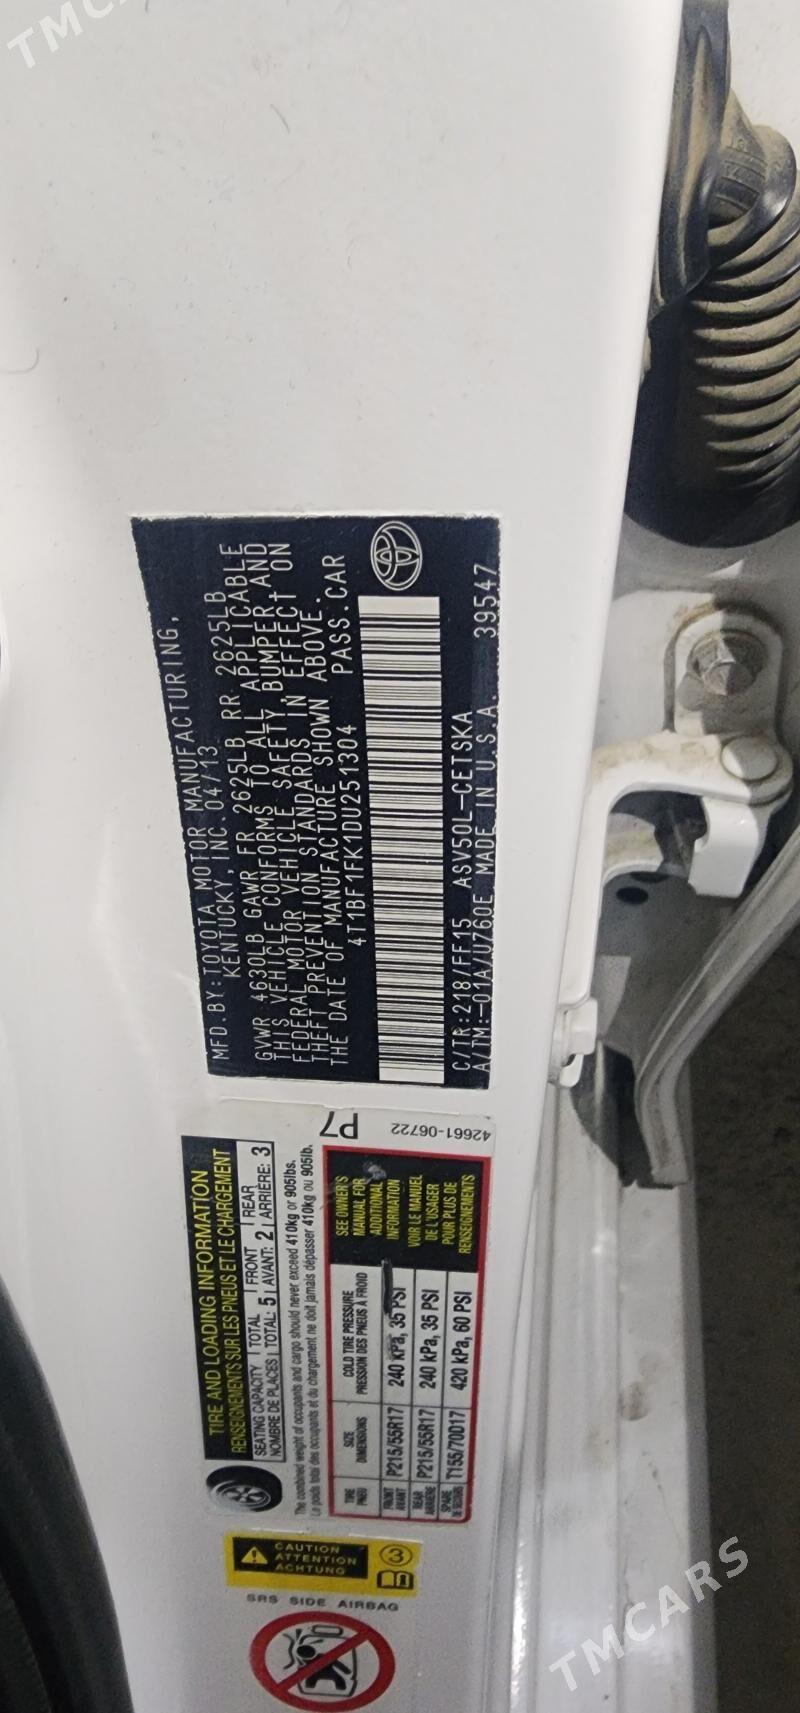 MFD.BY:TOYOTA MOTOR MANUFACTURING,
KENTUCKY, INC. 04/13
GVWR 4630LB GAWR FR 2625LB RR 2625LB
THIS VEHICLE CONFORMS TO ALL APPLICABLE
FEDERAL MOTOR VEHICLE SAFETY, BUMPER, AND
THEFT PREVENTION STANDARDS IN EFFECT ON
THE DATE OF MANUFACTURE SHOWN ABOVE.
4T1BF1FK1DU251304 PASS.CAR
C/TR:218/FF15 ASV50L-CETSKA
A/TM:-01A/U760E MADE IN U.S.A. 39547
TIRE AND LOADING INFORMATION
RENSEIGNEMENTS SUR LES PNEUS ET LE CHARGEMENT
SEATING CAPACITY TOTAL FRONT REAR
NOMBRE DE PLACES TOTAL: 5 AVANT: 2 ARRIÈRE: 3
The combined weight of occupants and cargo should never exceed 410kg or 905lbs.
Le poids total des occupants et du chargement ne doit jamais dépasser 410kg ou 905lb.
P7
42661-06722
TIRE SIZE COLD TIRE PRESSURE
PNEU DIMENSIONS PRESSION DES PNEUS À FROID
FRONT
AVANT P215/55R17 240 kPa, 35 PSI
REAR
ARRIÈRE P215/55R17 240 kPa, 35 PSI
SPARE
DE SECOURS T155/70D17 420 kPa, 60 PSI
SEE OWNER'S
MANUAL FOR
ADDITIONAL
INFORMATION
VOIR LE MANUEL
DE L'USAGER
POUR PLUS DE
RENSEIGNEMENTS
CAUTION
ATTENTION
ACHTUNG
3
SRS SIDE AIRBAG
TMCARS